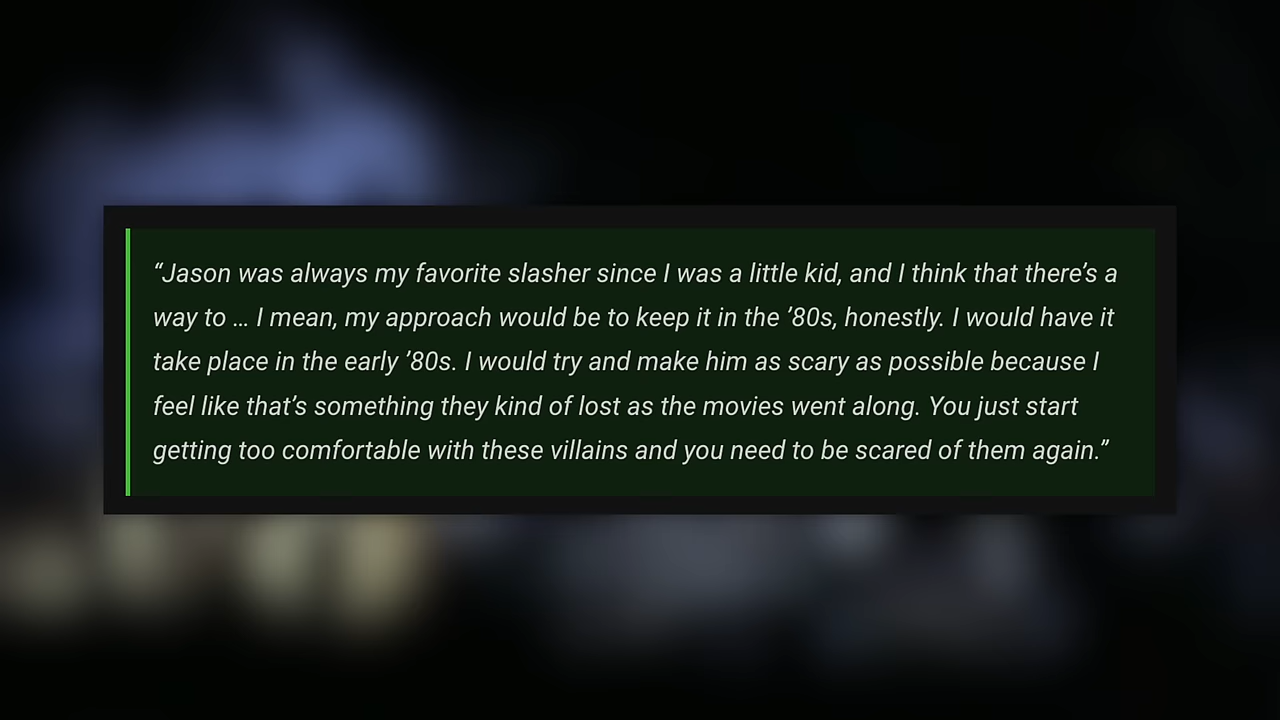 “Jason was always my favorite slasher since I was a little kid, and I think that there’s a
way to … I mean, my approach would be to keep it in the ’80s, honestly. I would have it
take place in the early ’80s. I would try and make him as scary as possible because I
feel like that’s something they kind of lost as the movies went along. You just start
getting too comfortable with these villains and you need to be scared of them again.”